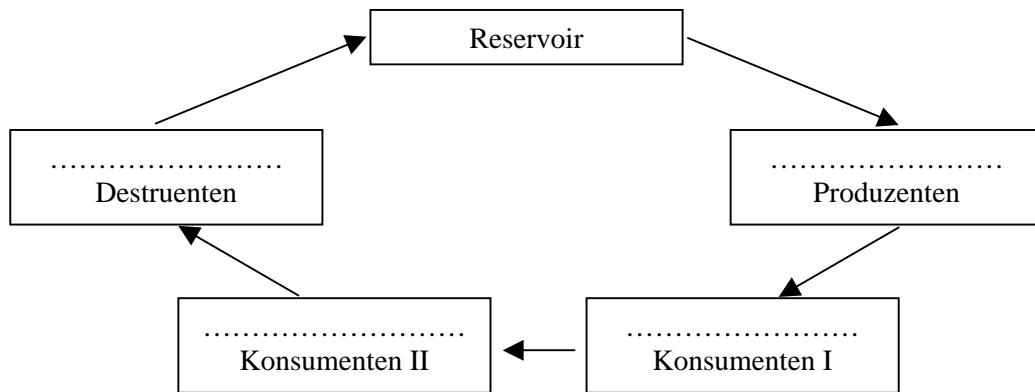 Reservoir
……………………
Destruenten
……………………
Produzenten
………………………
Konsumenten II
……………………
Konsumenten I